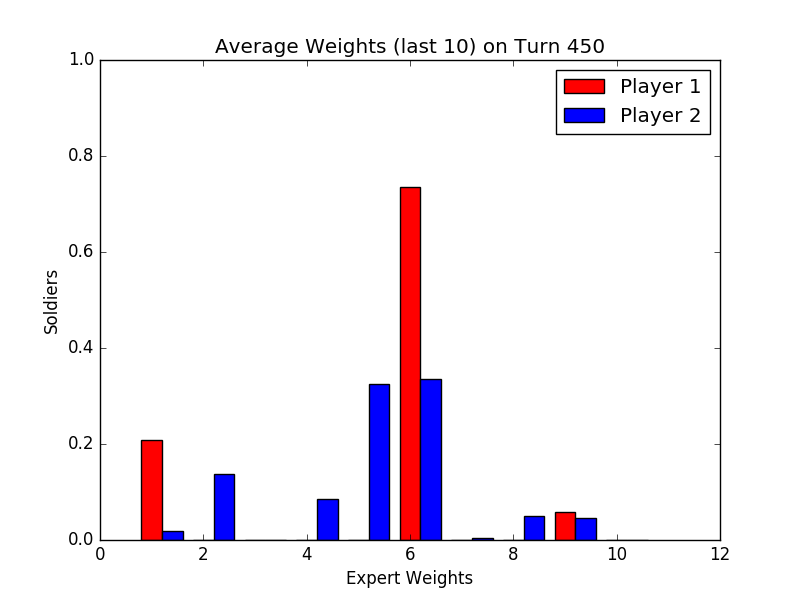 Average Weights (last 10) on Turn 450
1.0
0.8
0.6
0.4
0.2
0.0
Soldiers
Player 1
Player 2
0 2 4 6 8 10 12
Expert Weights